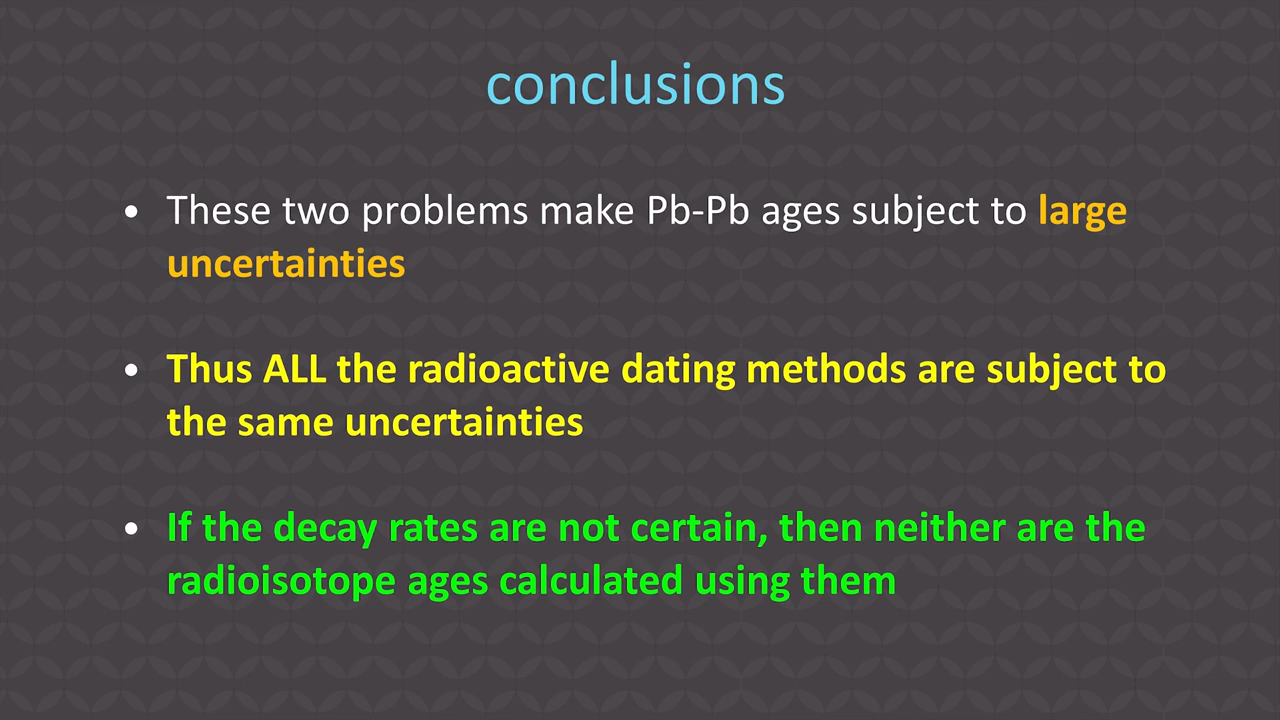 conclusions
• These two problems make Pb-Pb ages subject to large
uncertainties
• Thus ALL the radioactive dating methods are subject to
the same uncertainties
• If the decay rates are not certain, then neither are the
radioisotope ages calculated using them